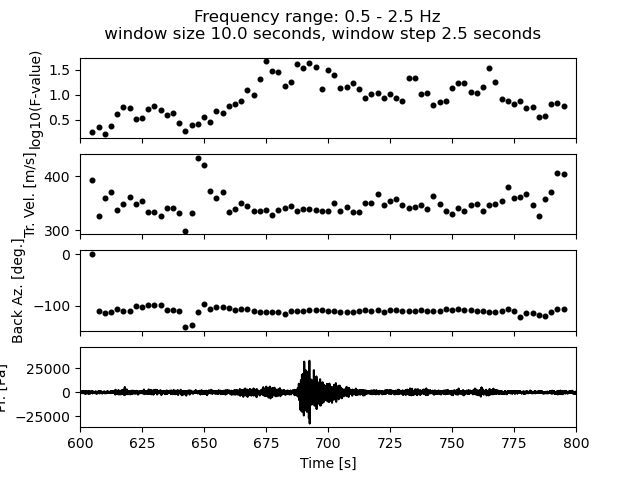 Frequency range: 0.5 - 2.5 Hz
window size 10.0 seconds, window step 2.5 seconds
log10(F-value)
1.5
1.0
0.5
Tr. Vel. [m/s]
400
300
Back Az. [deg.]
0
−100
Pr. [Pa]
25000
0
−25000
600 625 650 675 700 725 750 775 800
Time [s]